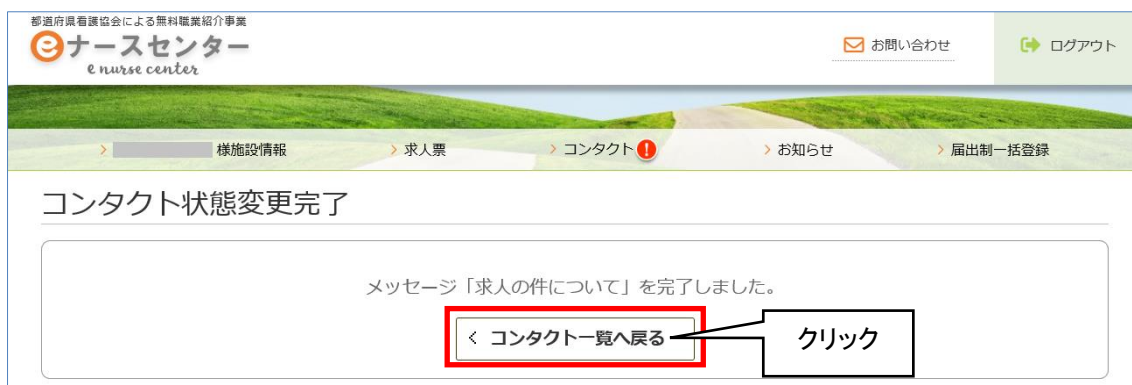 都道府県看護協会による無料職業紹介事業
eナースセンター
e nurse center
お問い合わせ
ログアウト
様施設情報
求人票
コンタクト!
お知らせ
届出制一括登録
コンタクト状態変更完了
メッセージ「求人の件について」を完了しました。
コンタクト一覧へ戻る
クリック